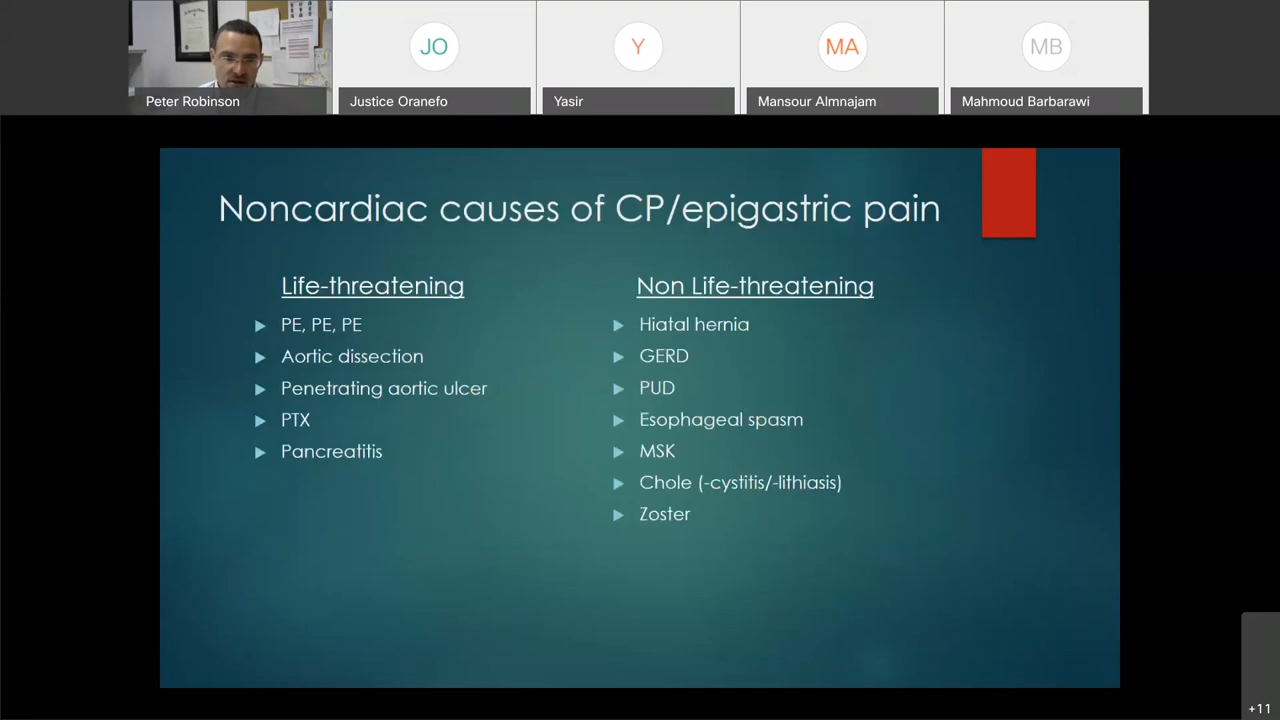 JO
Y
MA
MB
Peter Robinson
Justice Oranefo
Yasir
Mansour Almnajam
Mahmoud Barbarawi
Noncardiac causes of CP/epigastric pain
Life-threatening
PE, PE, PE
Aortic dissection
Penetrating aortic ulcer
PTX
Pancreatitis
Non Life-threatening
Hiatal hernia
GERD
PUD
Esophageal spasm
MSK
Chole (-cystitis/-lithiasis)
Zoster
+11